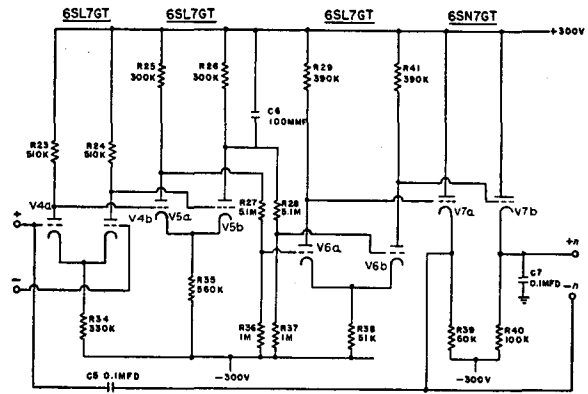 6SL7GT 6SL7GT 6SL7GT 6SN7GT
+300V
R25 300K
R26 300K
R29 390K
R41 390K
C6 100MMF
R23 510K
R24 510K
R27 5.1M
R28 5.1M
V4a
V4b
V5a
V5b
V6a
V6b
V7a
V7b
+
−
+n
-n
C7 0.1MFD
R34 330K
R35 560K
R36 1M
R37 1M
R38 51K
R39 60K
R40 100K
-300V
-300V
C5 0.1MFD